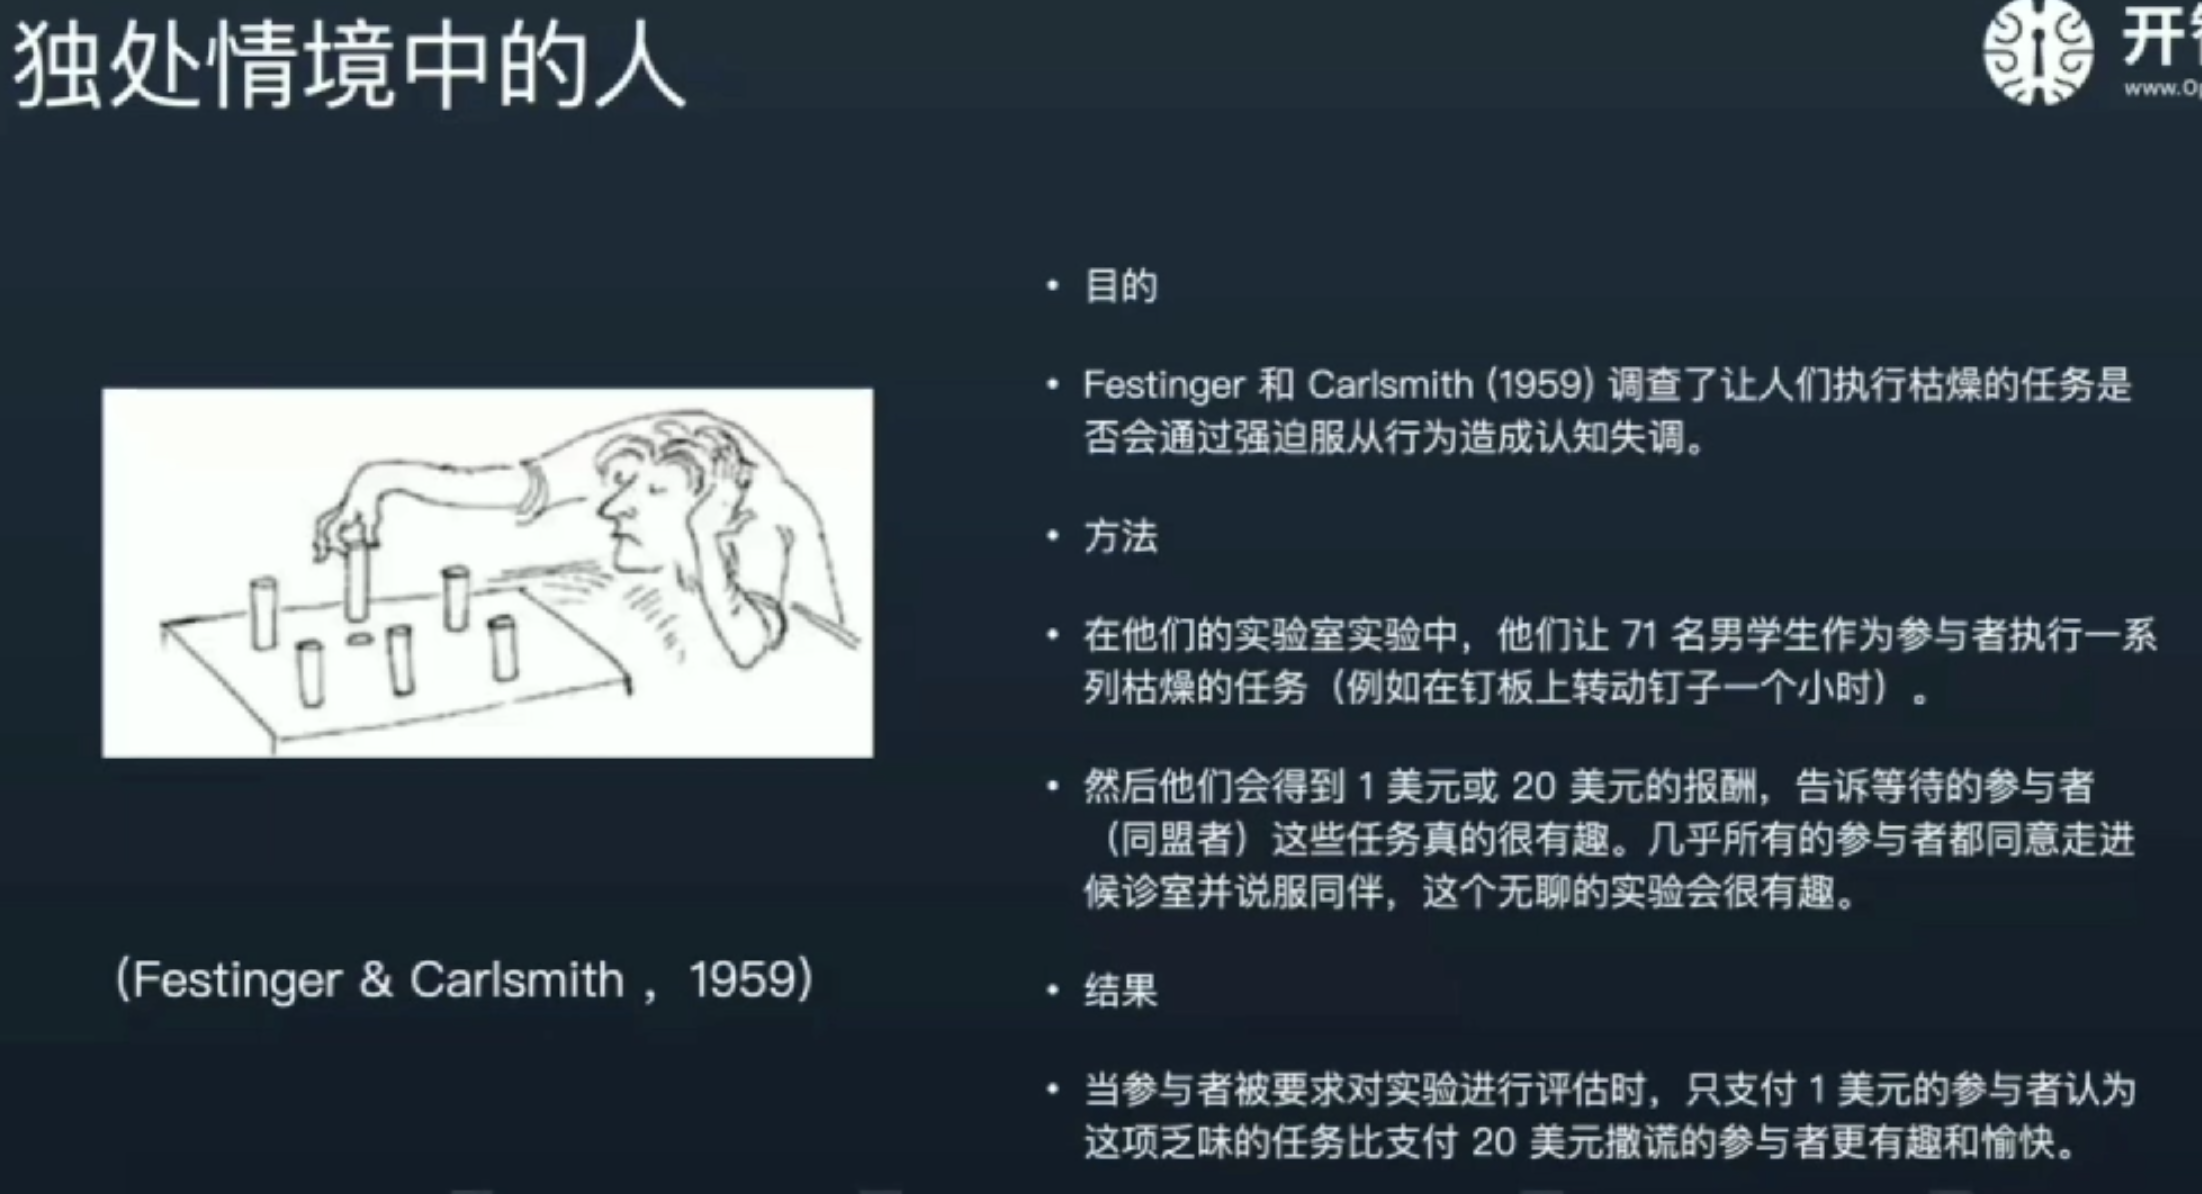 独处情境中的人
开
www.Op
• 目的
• Festinger 和 Carlsmith (1959) 调查了让人们执行枯燥的任务是
否会通过强迫服从行为造成认知失调。
• 方法
• 在他们的实验室实验中，他们让 71 名男学生作为参与者执行一系
列枯燥的任务（例如在钉板上转动钉子一个小时）。
• 然后他们会得到 1 美元或 20 美元的报酬，告诉等待的参与者
（同盟者）这些任务真的很有趣。几乎所有的参与者都同意走进
候诊室并说服同伴，这个无聊的实验会很有趣。
• 结果
• 当参与者被要求对实验进行评估时，只支付 1 美元的参与者认为
这项乏味的任务比支付 20 美元撒谎的参与者更有趣和愉快。
(Festinger & Carlsmith ，1959)